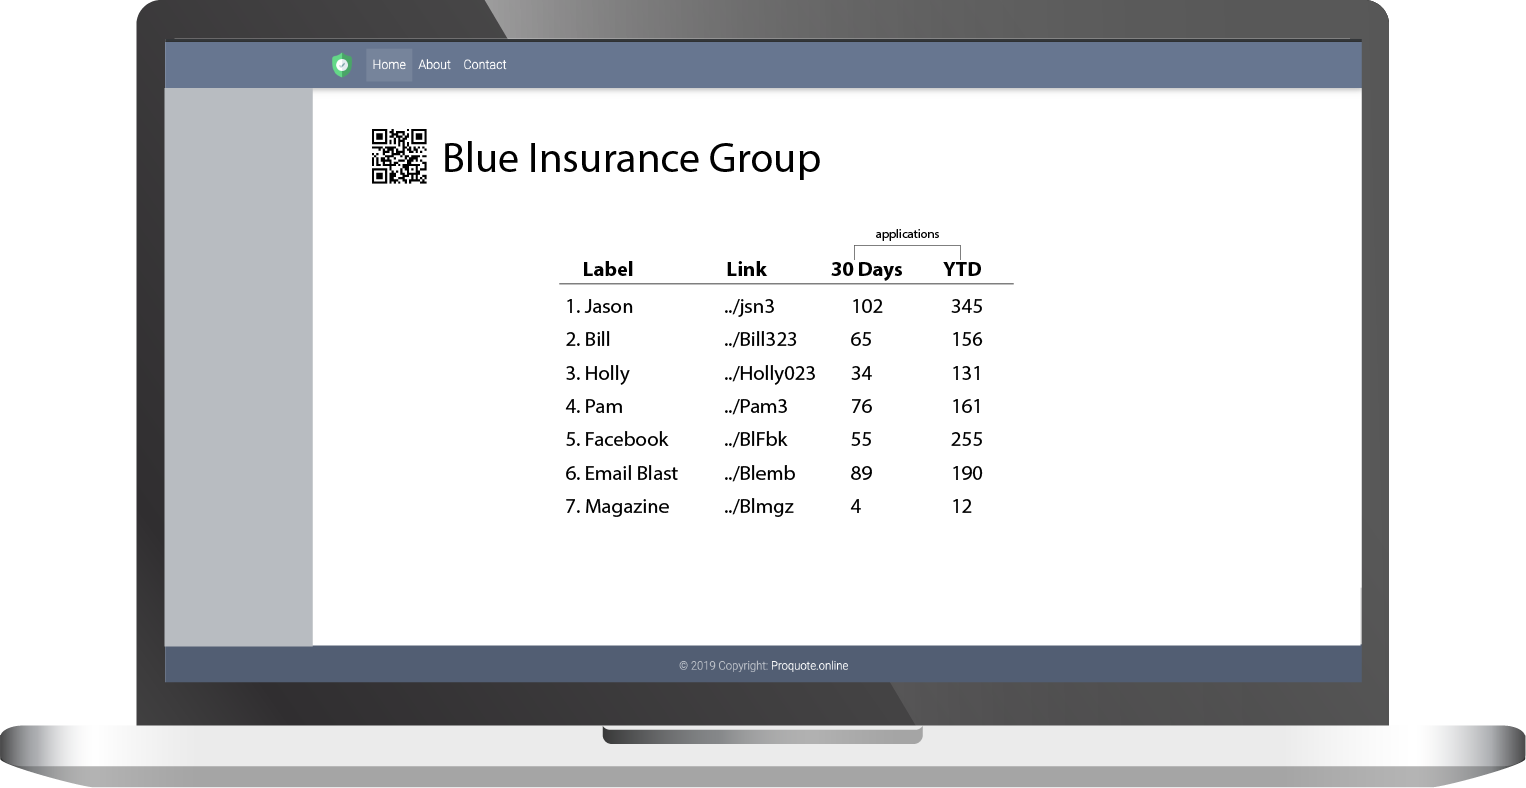 Home About Contact
Blue Insurance Group
applications
Label Link 30 Days YTD
1. Jason ../jsn3 102 345
2. Bill ../Bill323 65 156
3. Holly ../Holly023 34 131
4. Pam ../Pam3 76 161
5. Facebook ../BlFbk 55 255
6. Email Blast ../Blemb 89 190
7. Magazine ../Blmgz 4 12
© 2019 Copyright: Proquote.online